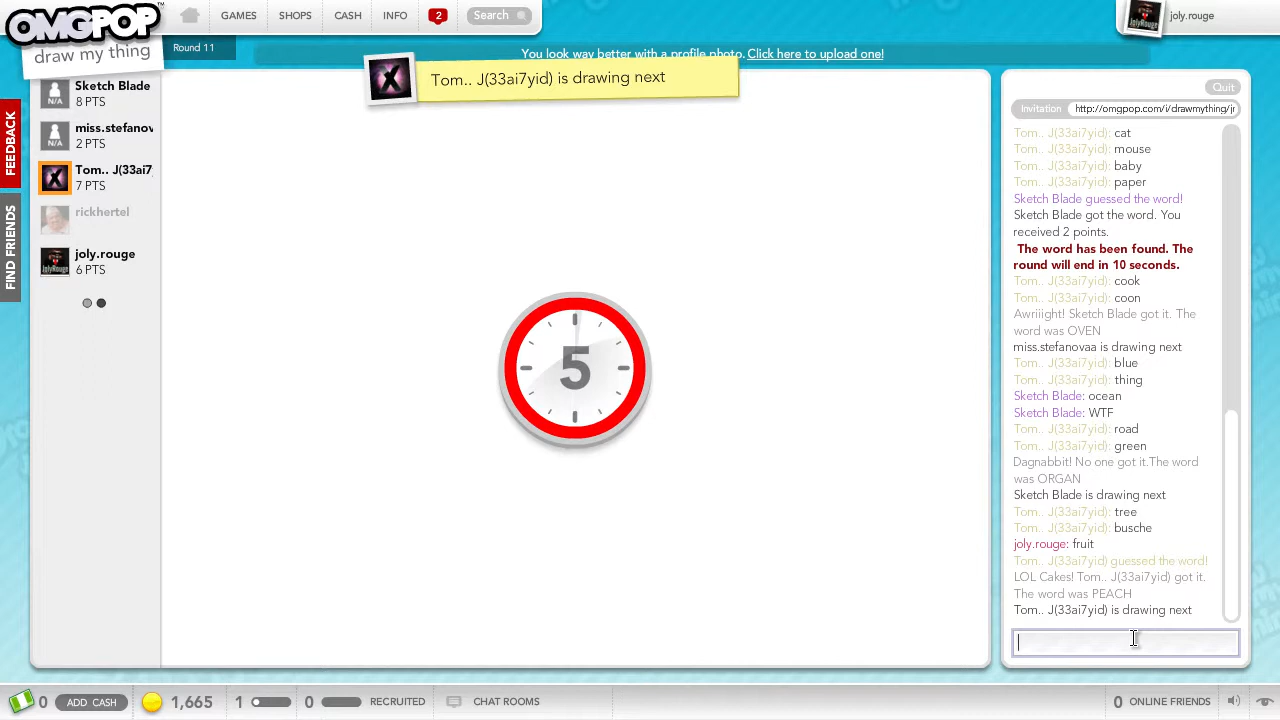 OMGPOP™
GAMES
SHOPS
CASH
INFO
2
Search
joly.rouge
draw my thing
Round 11
You look way better with a profile photo. Click here to upload one!
Tom.. J(33ai7yid) is drawing next
FEEDBACK
FIND FRIENDS
N/A
Sketch Blade
8 PTS
N/A
miss.stefanov
2 PTS
Tom.. J(33ai7
7 PTS
rickhertel
joly.rouge
6 PTS
5
Quit
Invitation
http://omgpop.com/i/drawmything/jr
Tom.. J(33ai7yid): cat
Tom.. J(33ai7yid): mouse
Tom.. J(33ai7yid): baby
Tom.. J(33ai7yid): paper
Sketch Blade guessed the word!
Sketch Blade got the word. You
received 2 points.
The word has been found. The
round will end in 10 seconds.
Tom.. J(33ai7yid): cook
Tom.. J(33ai7yid): coon
Awriiight! Sketch Blade got it. The
word was OVEN
miss.stefanovaa is drawing next
Tom.. J(33ai7yid): blue
Tom.. J(33ai7yid): thing
Sketch Blade: ocean
Sketch Blade: WTF
Tom.. J(33ai7yid): road
Tom.. J(33ai7yid): green
Dagnabbit! No one got it.The word
was ORGAN
Sketch Blade is drawing next
Tom.. J(33ai7yid): tree
Tom.. J(33ai7yid): busche
joly.rouge: fruit
Tom.. J(33ai7yid) guessed the word!
LOL Cakes! Tom.. J(33ai7yid) got it.
The word was PEACH
Tom.. J(33ai7yid) is drawing next
0
ADD CASH
1,665
1
0
RECRUITED
CHAT ROOMS
0
ONLINE FRIENDS